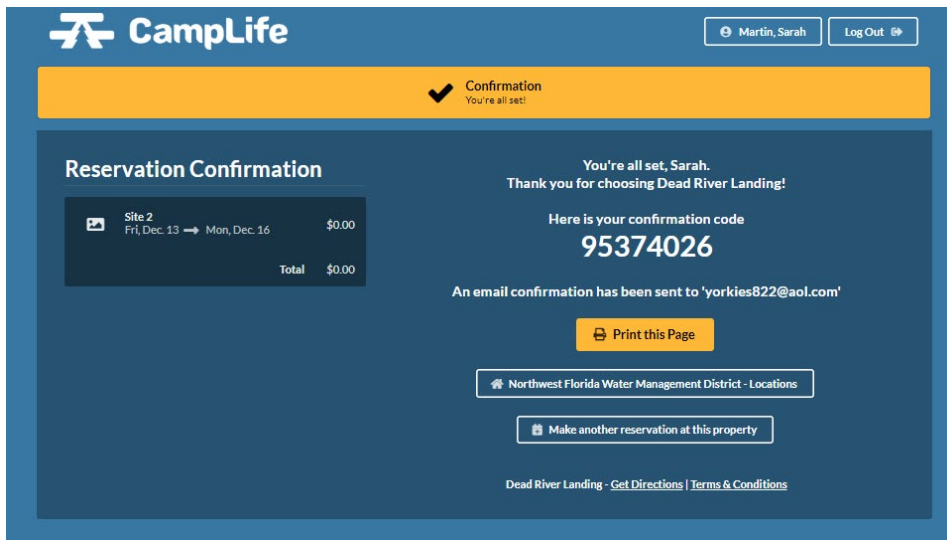 CampLife
Martin, Sarah
Log Out
Confirmation
You're all set!
Reservation Confirmation
Site 2
Fri, Dec. 13 → Mon, Dec. 16 $0.00
Total $0.00
You're all set, Sarah.
Thank you for choosing Dead River Landing!
Here is your confirmation code
95374026
An email confirmation has been sent to 'yorkies822@aol.com'
Print this Page
Northwest Florida Water Management District - Locations
Make another reservation at this property
Dead River Landing - Get Directions | Terms & Conditions